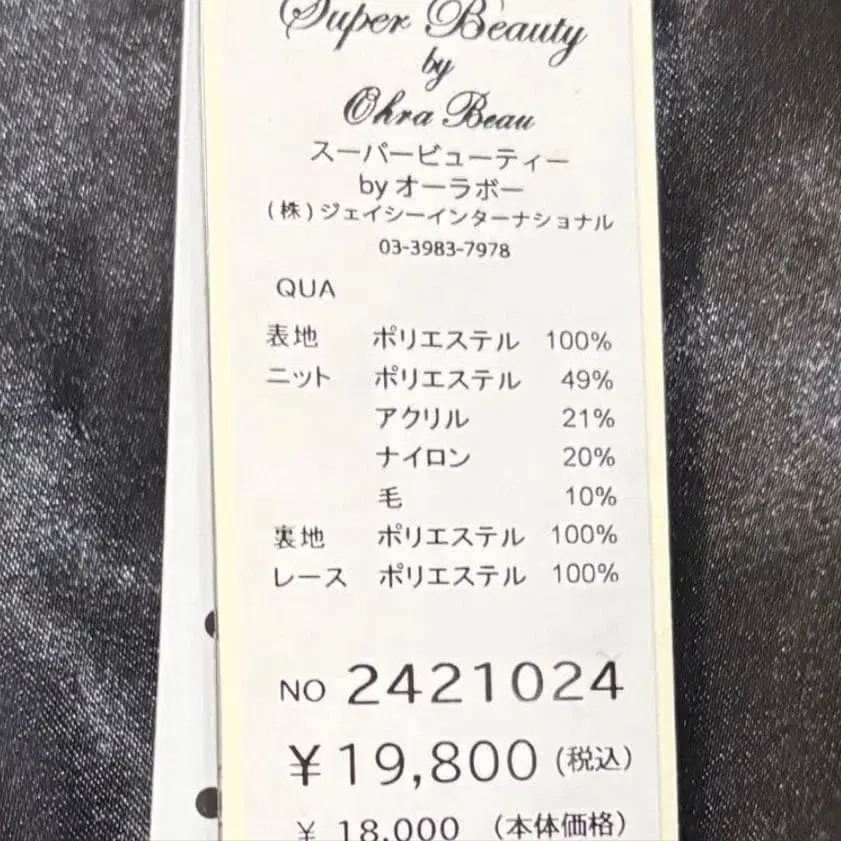 Super Beauty
by
Ohra Beau
スーパービューティー
by オーラボー
(株)ジェイシーインターナショナル
03-3983-7978
QUA
表地 ポリエステル 100%
ニット ポリエステル 49%
アクリル 21%
ナイロン 20%
毛 10%
裏地 ポリエステル 100%
レース ポリエステル 100%
NO 2421024
¥19,800 (税込)
¥ 18,000 (本体価格)